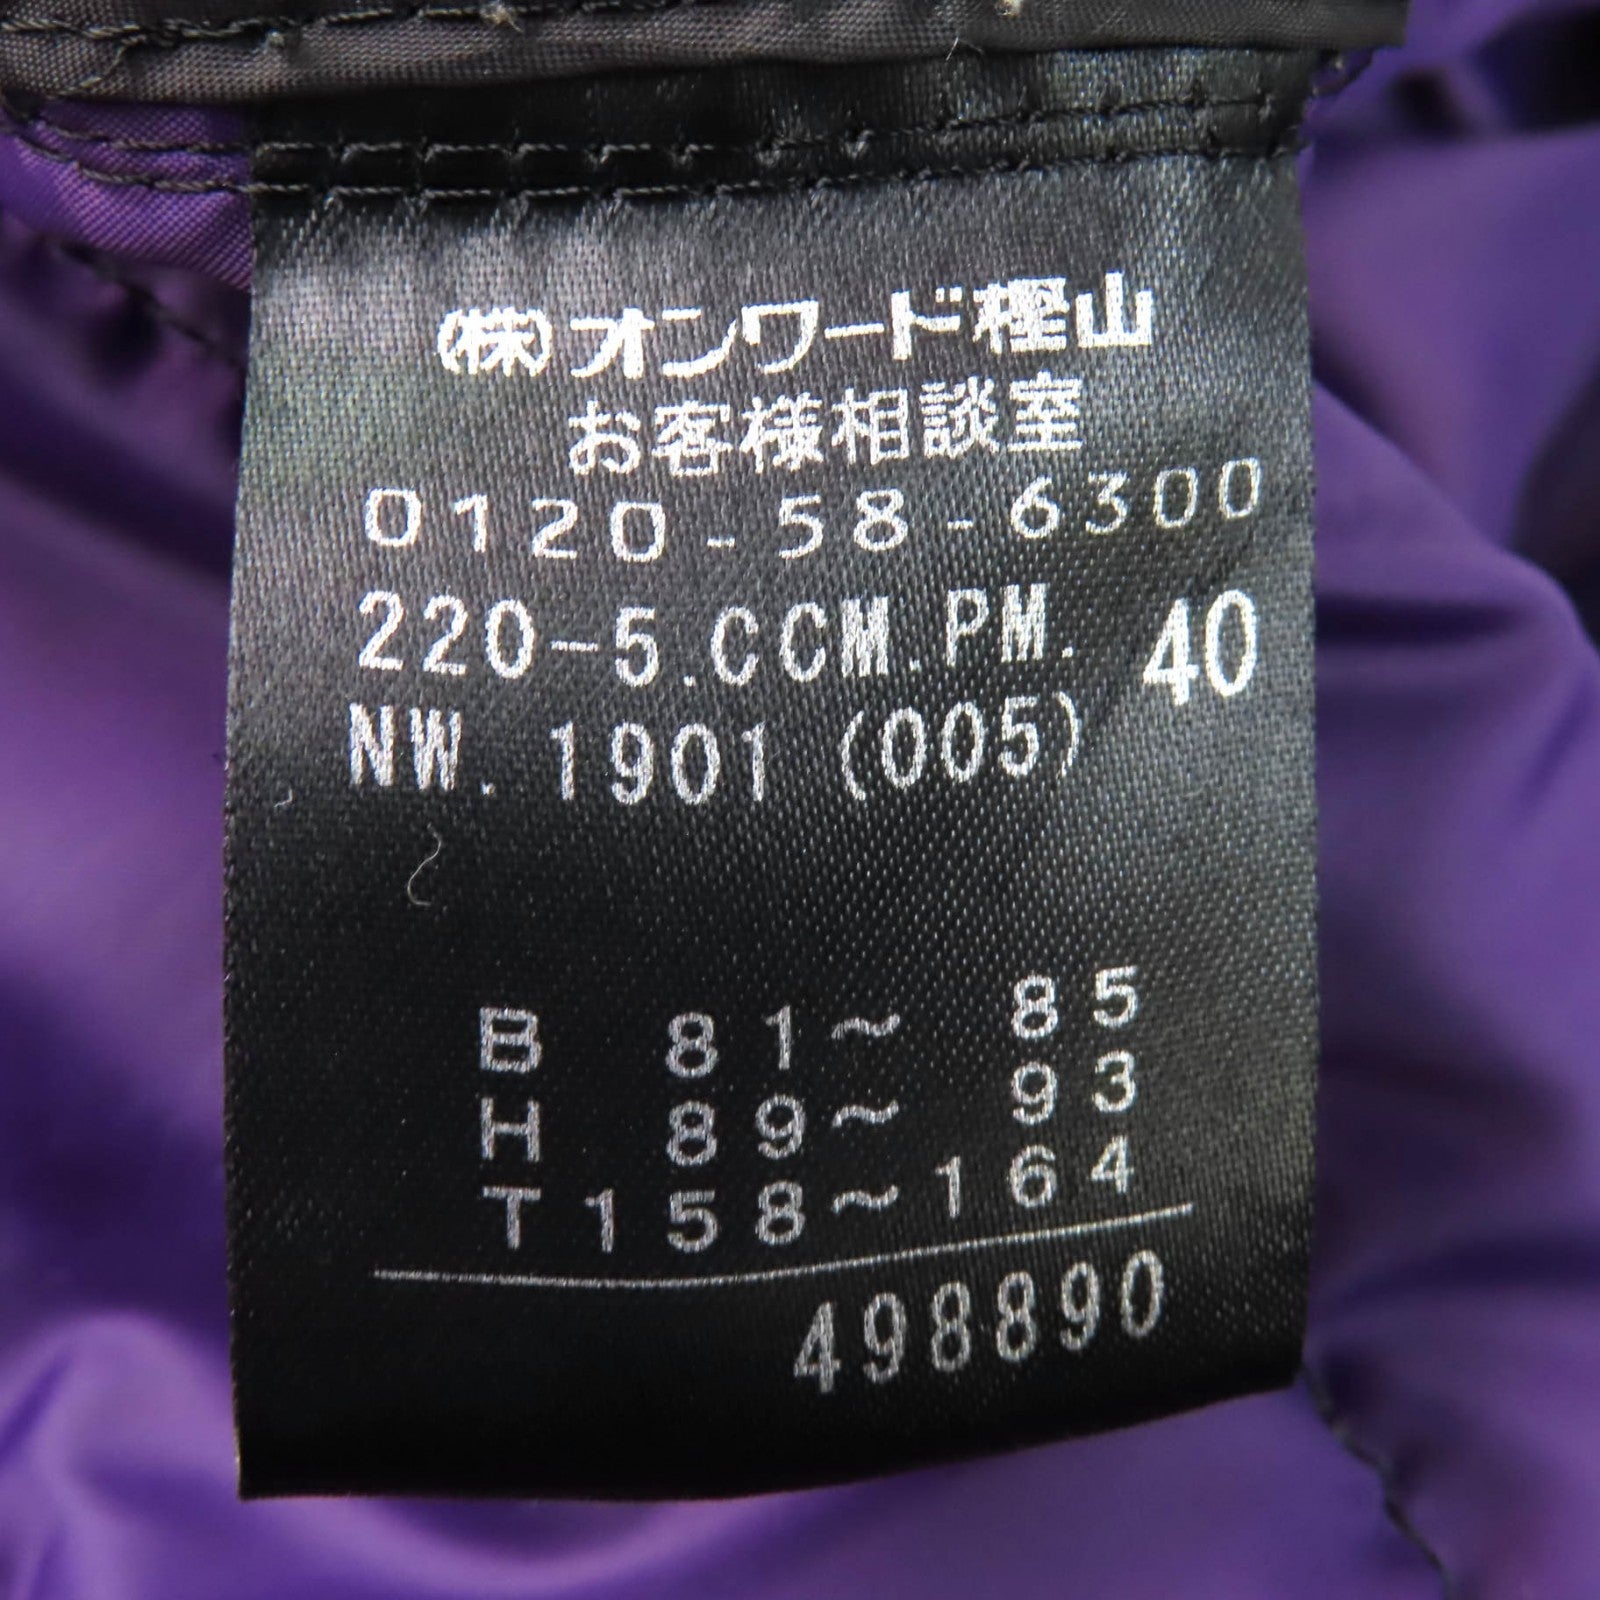 (株)オンワード樫山
お客様相談室
0120-58-6300
220-5.CCM.PM. 40
NW. 1901 (005)
B 81～ 85
H 89～ 93
T158～164
498890